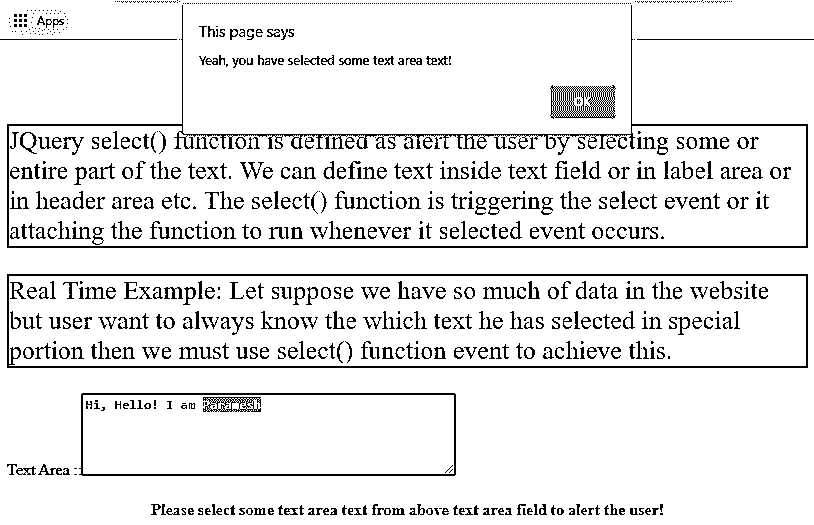 Apps
This page says
Yeah, you have selected some text area text!
OK
JQuery select() function is defined as alert the user by selecting some or
entire part of the text. We can define text inside text field or in label area or
in header area etc. The select() function is triggering the select event or it
attaching the function to run whenever it selected event occurs.
Real Time Example: Let suppose we have so much of data in the website
but user want to always know the which text he has selected in special
portion then we must use select() function event to achieve this.
Hi, Hello! I am
Text Area ::
Please select some text area text from above text area field to alert the user!